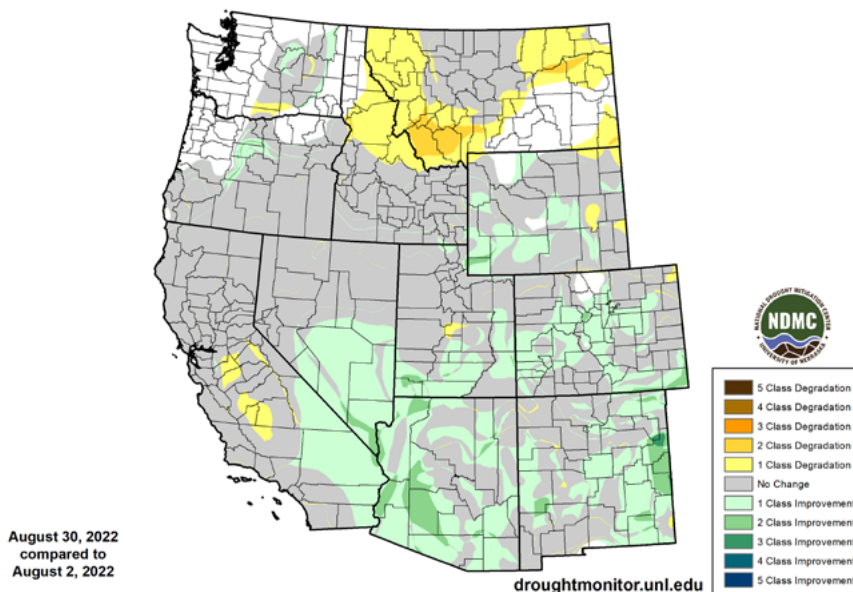 NATIONAL DROUGHT MITIGATION CENTER
NDMC
UNIVERSITY OF NEBRASKA
5 Class Degradation
4 Class Degradation
3 Class Degradation
2 Class Degradation
1 Class Degradation
No Change
1 Class Improvement
2 Class Improvement
3 Class Improvement
4 Class Improvement
5 Class Improvement
August 30, 2022
compared to
August 2, 2022
droughtmonitor.unl.edu